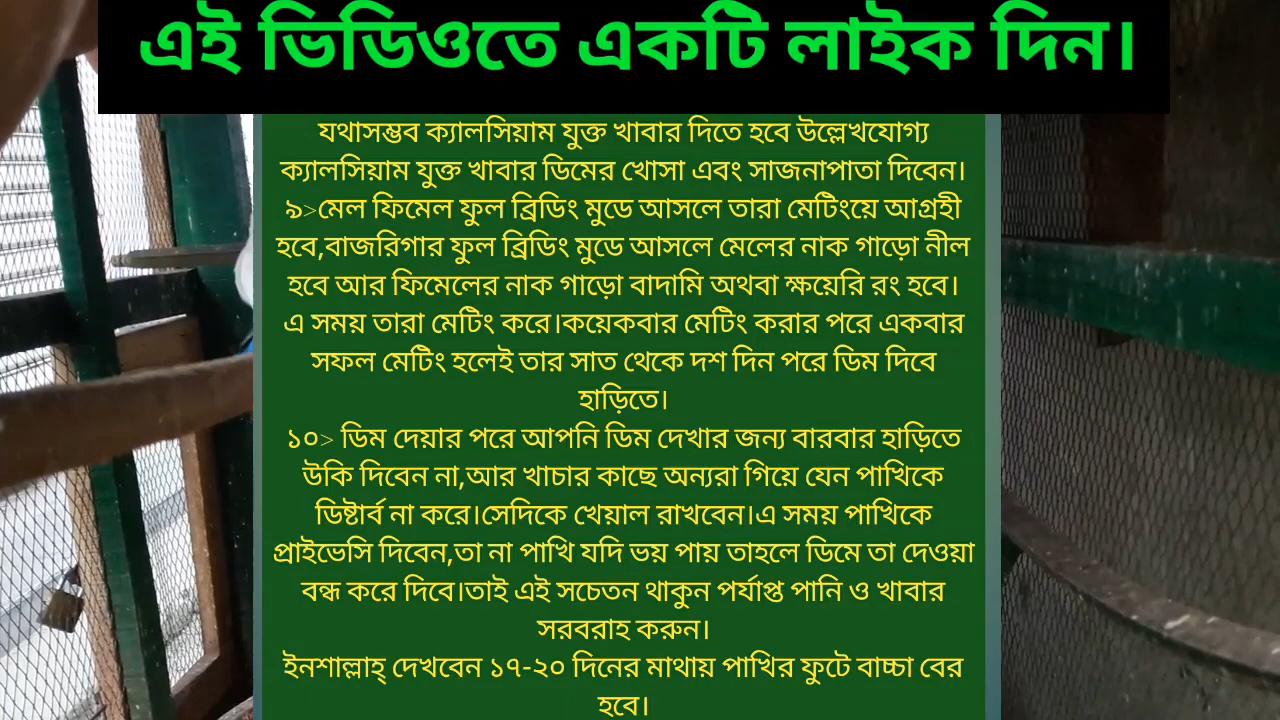 এই ভিডিওতে একটি লাইক দিন।
যথাসম্ভব ক্যালসিয়াম যুক্ত খাবার দিতে হবে উল্লেখযোগ্য
ক্যালসিয়াম যুক্ত খাবার ডিমের খোসা এবং সাজনাপাতা দিবেন।
৯>মেল ফিমেল ফুল ব্রিডিং মুডে আসলে তারা মেটিংয়ে আগ্রহী
হবে,বাজরিগার ফুল ব্রিডিং মুডে আসলে মেলের নাক গাড়ো নীল
হবে আর ফিমেলের নাক গাড়ো বাদামি অথবা ক্ষয়েরি রং হবে।
এ সময় তারা মেটিং করে।কয়েকবার মেটিং করার পরে একবার
সফল মেটিং হলেই তার সাত থেকে দশ দিন পরে ডিম দিবে
হাড়িতে।
১০> ডিম দেয়ার পরে আপনি ডিম দেখার জন্য বারবার হাড়িতে
উকি দিবেন না,আর খাচার কাছে অন্যরা গিয়ে যেন পাখিকে
ডিষ্টার্ব না করে।সেদিকে খেয়াল রাখবেন।এ সময় পাখিকে
প্রাইভেসি দিবেন,তা না পাখি যদি ভয় পায় তাহলে ডিমে তা দেওয়া
বন্ধ করে দিবে।তাই এই সচেতন থাকুন পর্যাপ্ত পানি ও খাবার
সরবরাহ করুন।
ইনশাল্লাহ্ দেখবেন ১৭-২০ দিনের মাথায় পাখির ফুটে বাচ্চা বের
হবে।